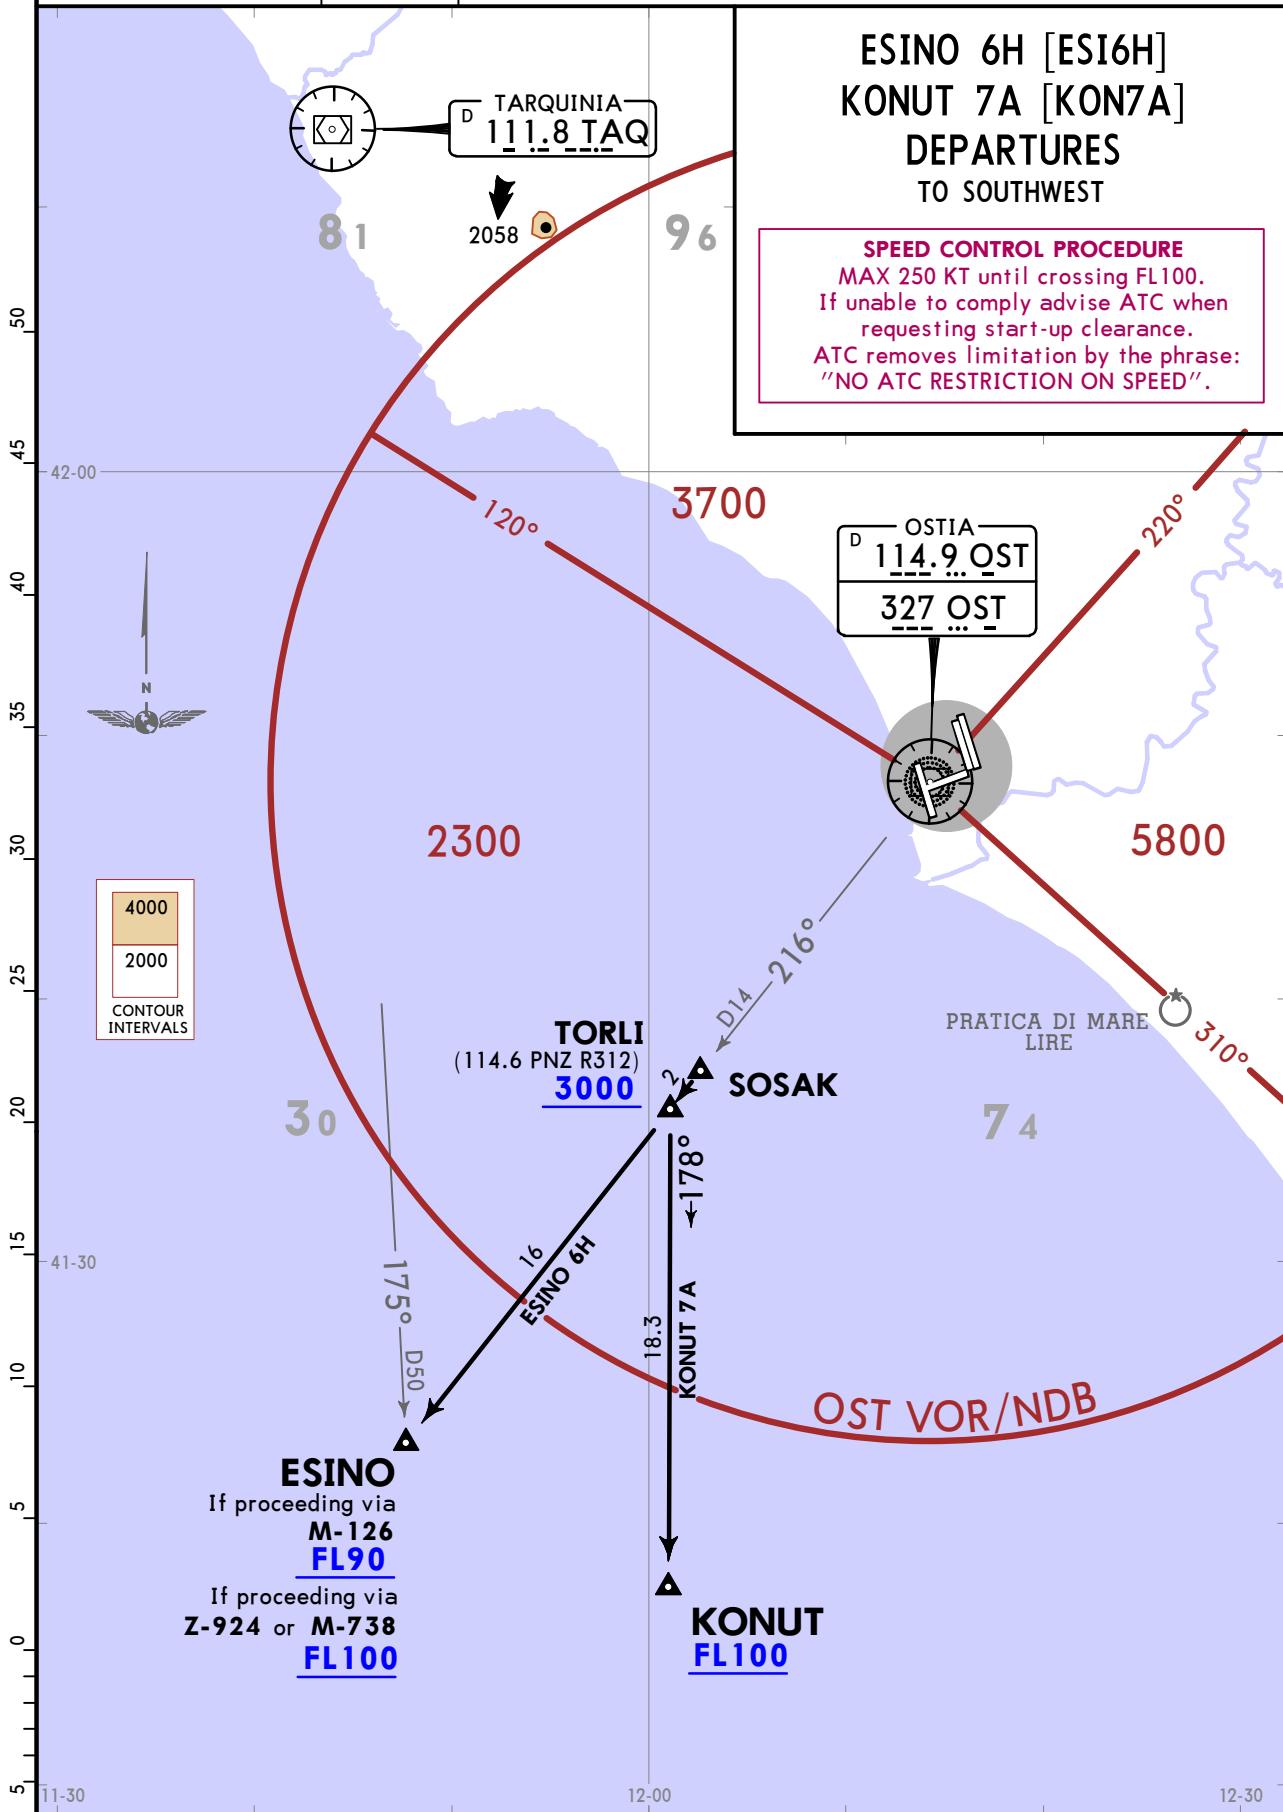 ESINO 6H [ESI6H]
KONUT 7A [KON7A]
DEPARTURES
TO SOUTHWEST
SPEED CONTROL PROCEDURE
MAX 250 KT until crossing FL100.
If unable to comply advise ATC when
requesting start-up clearance.
ATC removes limitation by the phrase:
"NO ATC RESTRICTION ON SPEED".
TARQUINIA
D
111.8 TAQ
81
2058
96
50
45
42-00
3700
120°
220°
OSTIA
D
114.9 OST
327 OST
40
N
35
2300
5800
30
4000
2000
CONTOUR
INTERVALS
25
216°
D14
PRATICA DI MARE
LIRE
310°
TORLI
(114.6 PNZ R312)
3000
2
SOSAK
20
30
74
178°
15
41-30
16
ESINO 6H
175°
D50
18.3
KONUT 7A
10
OST VOR/NDB
ESINO
If proceeding via
M-126
FL90
If proceeding via
Z-924 or M-738
FL100
5
KONUT
FL100
0
5
11-30
12-00
12-30